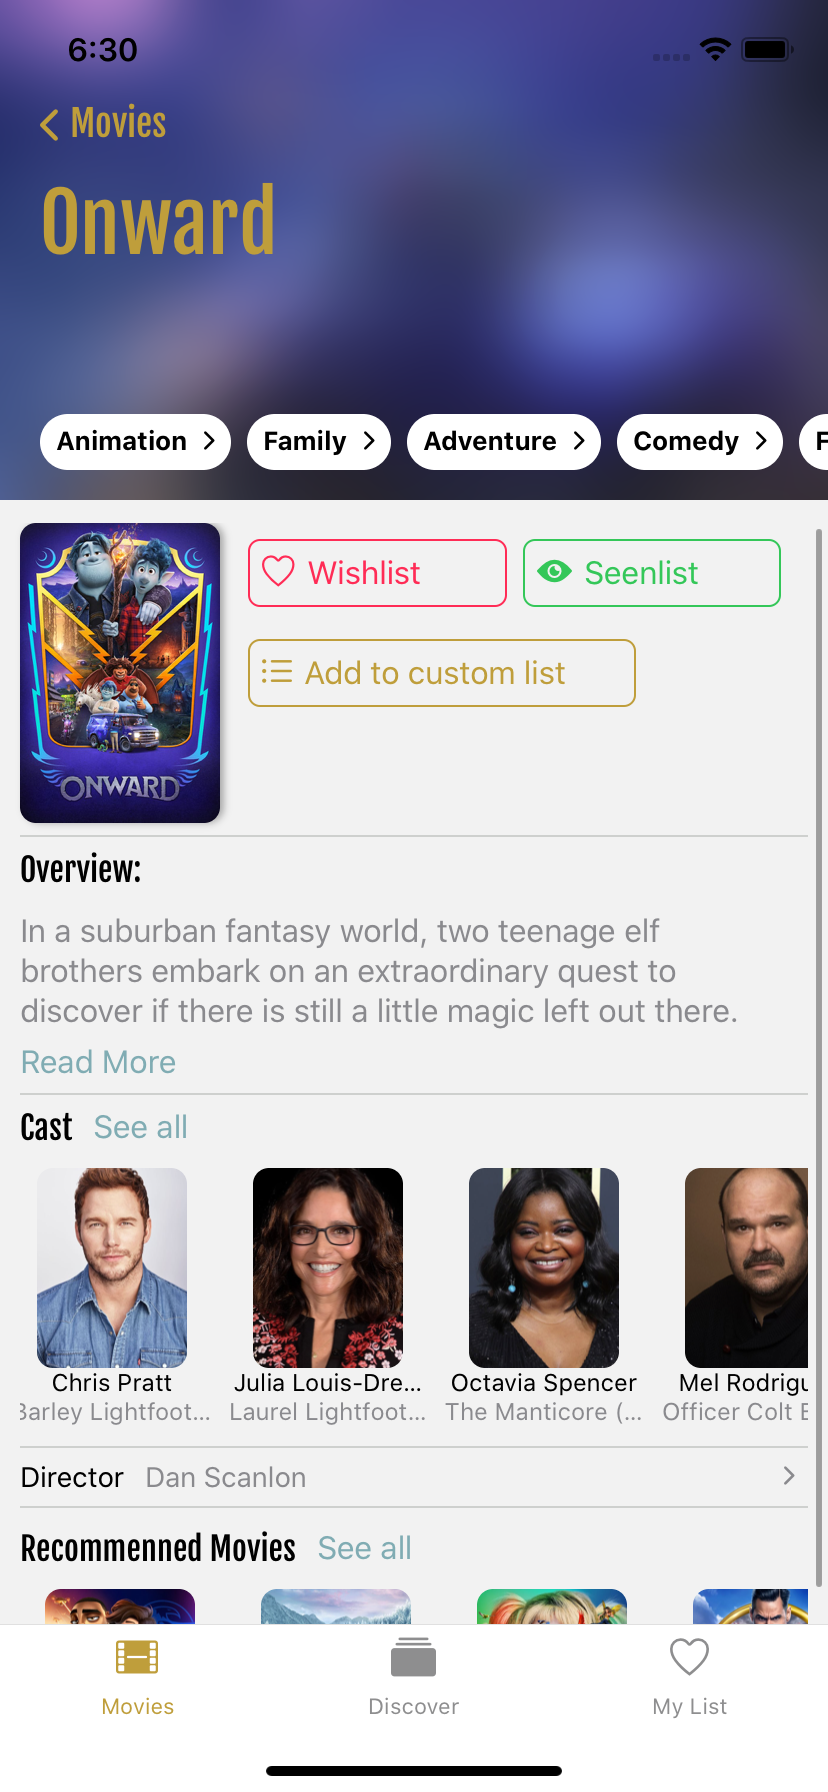 6:30
Movies
Onward
Animation
Family
Adventure
Comedy
F
Wishlist
Seenlist
Add to custom list
ONWARD
Overview:
In a suburban fantasy world, two teenage elf
brothers embark on an extraordinary quest to
discover if there is still a little magic left out there.
Read More
Cast See all
Chris Pratt
Julia Louis-Dre...
Octavia Spencer
Mel Rodrigu
Barley Lightfoot...
Laurel Lightfoot...
The Manticore (...
Officer Colt B
Director Dan Scanlon
Recommenned Movies See all
Movies
Discover
My List